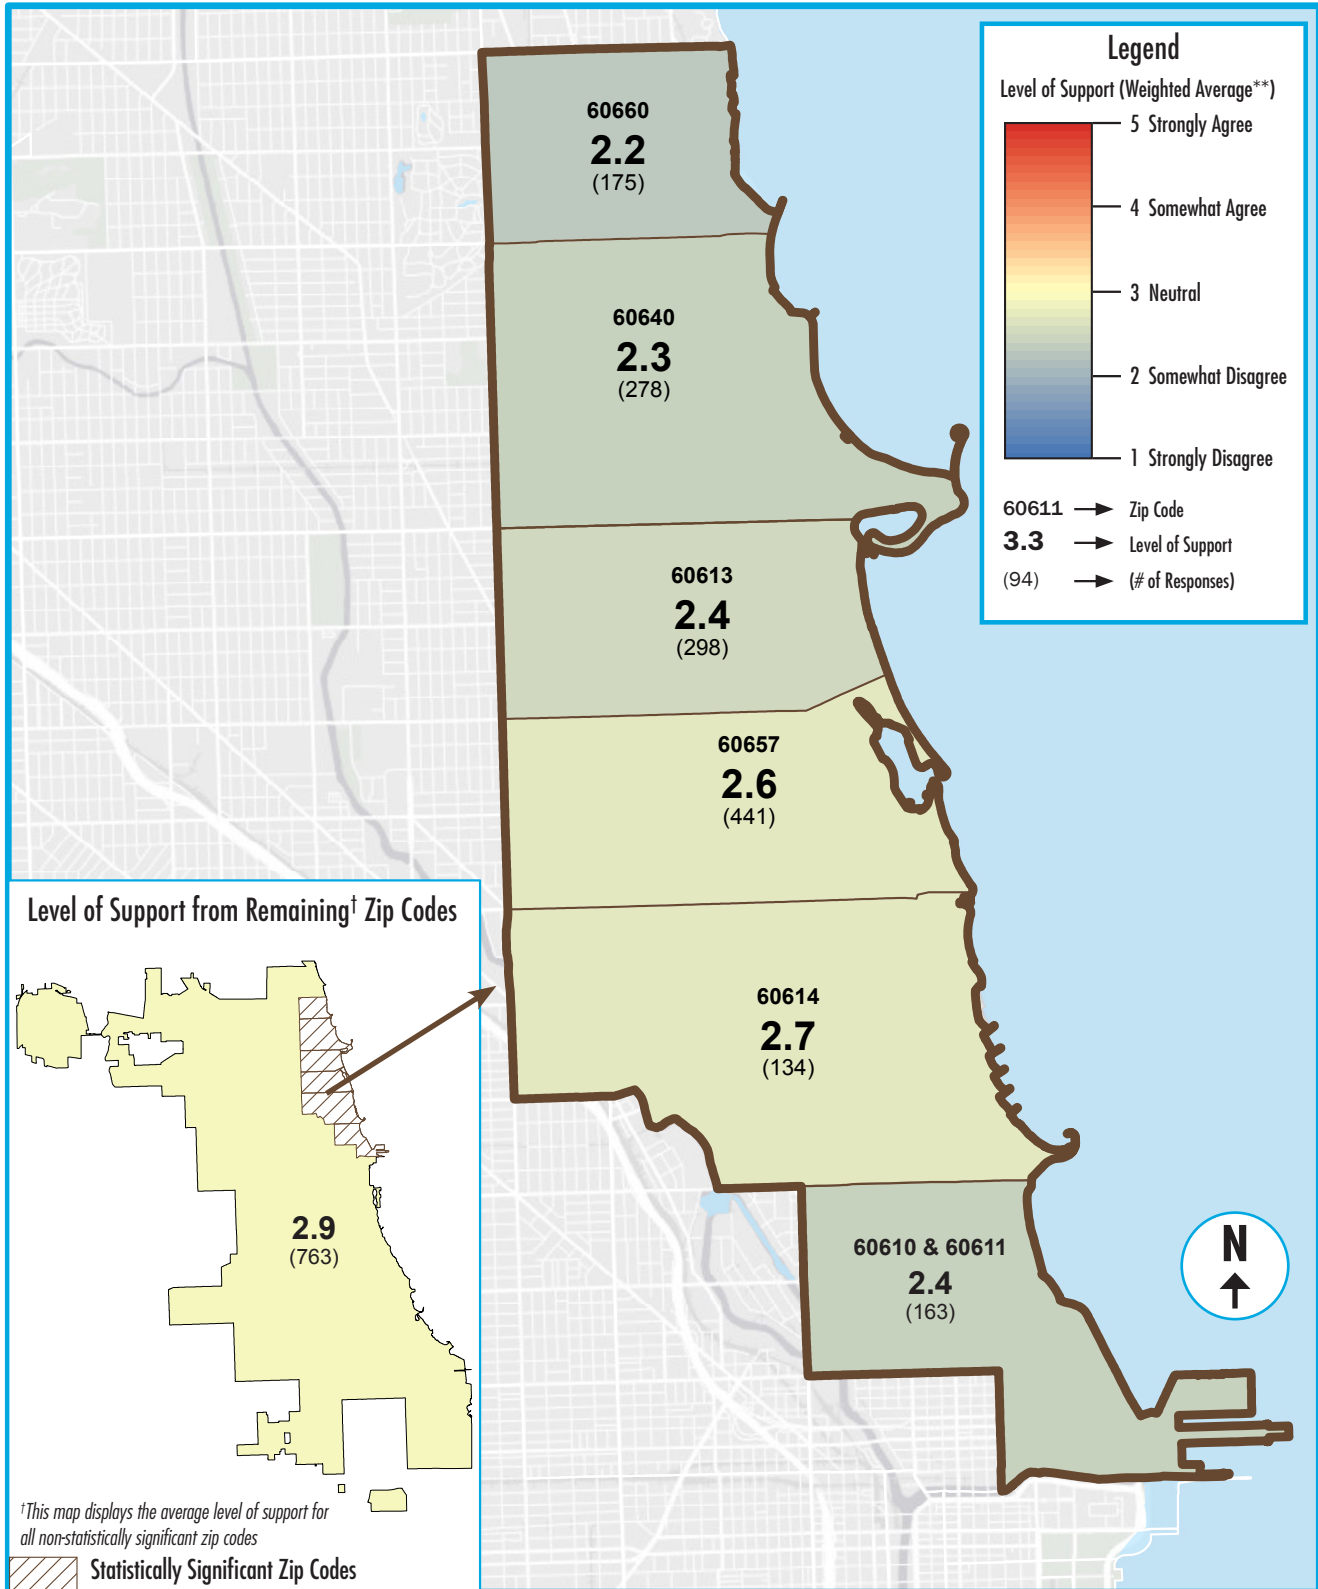 60660
2.2
(175)
60640
2.3
(278)
60613
2.4
(298)
60657
2.6
(441)
60614
2.7
(134)
60610 & 60611
2.4
(163)
Legend
Level of Support (Weighted Average**)
5 Strongly Agree
4 Somewhat Agree
3 Neutral
2 Somewhat Disagree
1 Strongly Disagree
60611 Zip Code
3.3 Level of Support
(94) (# of Responses)
N
Level of Support from Remaining† Zip Codes
2.9
(763)
†This map displays the average level of support for
all non-statistically significant zip codes
Statistically Significant Zip Codes